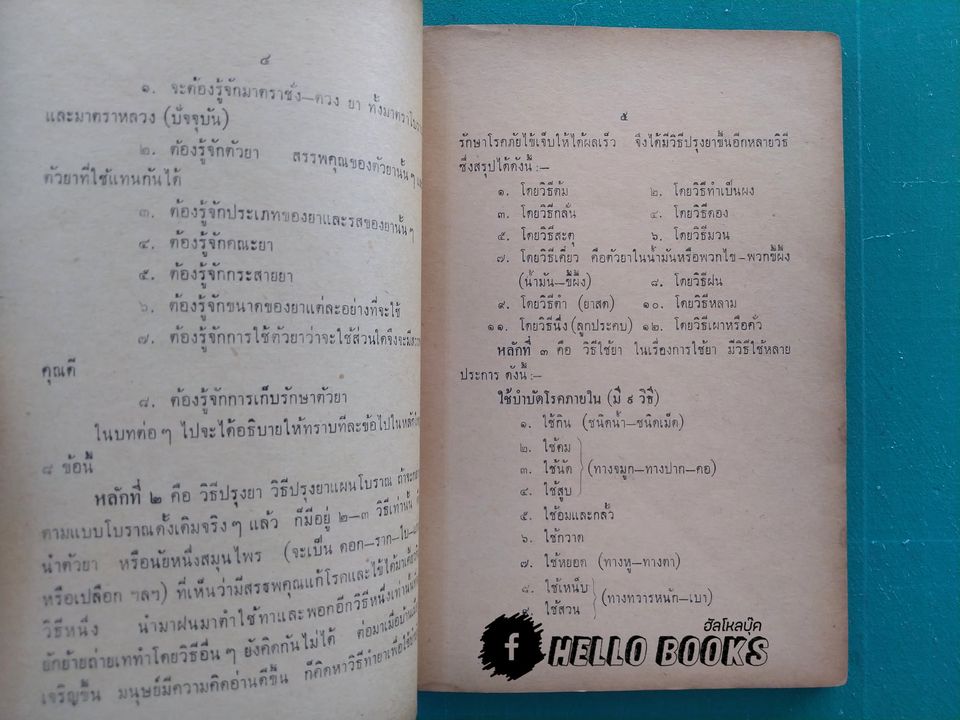 ๔
๑. จะต้องรู้จักมาตราชั่ง—ตวง ยา ทั้งมาตรา
และมาตราหลวง (ปัจจุบัน)
๒. ต้องรู้จักตัวยา สรรพคุณของตัวยานั้น ๆ
ตัวยาที่ใช้แทนกันได้
๓. ต้องรู้จักประเภทของยาและรสของยานั้น ๆ
๔. ต้องรู้จักคณะยา
๕. ต้องรู้จักกระสายยา
๖. ต้องรู้จักขนาดของยาแต่ละอย่างที่จะใช้
๗. ต้องรู้จักการใช้ตัวยาว่าจะใช้ส่วนใดจึงจะ
คุณดี
๘. ต้องรู้จักการเก็บรักษาตัวยา
ในบทต่อ ๆ ไปจะได้อธิบายให้ทราบทีละข้อไปใน
๘ ข้อนี้
หลักที่ ๒ คือ วิธีปรุงยา วิธีปรุงยาแผนโบราณ
ตามแบบโบราณดั้งเดิมจริง ๆ แล้ว ก็มีอยู่ ๒—๓ วิธีเท่านั้น
นำตัวยา หรือนัยหนึ่งสมุนไพร (จะเป็น ดอก—ราก—ใบ—
หรือเปลือก ฯลฯ) ที่เห็นว่ามีสรรพคุณแก้โรคและไข้ได้มา
วิธีหนึ่ง นำมาฝนมาตำใช้ทาและพอกอีกวิธีหนึ่งเท่านั้น
ยักย้ายถ่ายเททำโดยวิธีอื่น ๆ ยังคิดกันไม่ได้ ต่อมาเมื่อ
เจริญขึ้น มนุษย์มีความคิดอ่านดีขึ้น ก็คิดหาวิธีทำยาเพื่อใช้
๕
รักษาโรคภัยไข้เจ็บให้ได้ผลเร็ว จึงได้มีวิธีปรุงยาขึ้นอีกหลายวิธี
ซึ่งสรุปได้ดังนี้ :—
๑. โดยวิธีต้ม ๒. โดยวิธีทำเป็นผง
๓. โดยวิธีกลั่น ๔. โดยวิธีดอง
๕. โดยวิธีสะตุ ๖. โดยวิธีมวน
๗. โดยวิธีเคี่ยว คือตัวยาในน้ำมันหรือพวกไข—พวกขี้ผึ้ง
(น้ำมัน—ขี้ผึ้ง) ๘. โดยวิธีฝน
๙. โดยวิธีตำ (ยาสด) ๑๐. โดยวิธีหลาม
๑๑. โดยวิธีนึ่ง (ลูกประคบ) ๑๒. โดยวิธีเผาหรือคั่ว
หลักที่ ๓ คือ วิธีใช้ยา ในเรื่องการใช้ยา มีวิธีใช้หลาย
ประการ ดังนี้ :—
ใช้บำบัดโรคภายใน (มี ๙ วิธี)
๑. ใช้กิน (ชนิดน้ำ—ชนิดเม็ด)
๒. ใช้ดม
๓. ใช้นัด (ทางจมูก—ทางปาก—คอ)
๔. ใช้สูบ
๕. ใช้อมและกลั้ว
๖. ใช้กวาด
๗. ใช้หยอด (ทางหู—ทางตา)
๘. ใช้เหน็บ (ทางทวารหนัก—เบา)
๙. ใช้สวน
ฮัลโหลบุ๊ค
f HELLO BOOKS